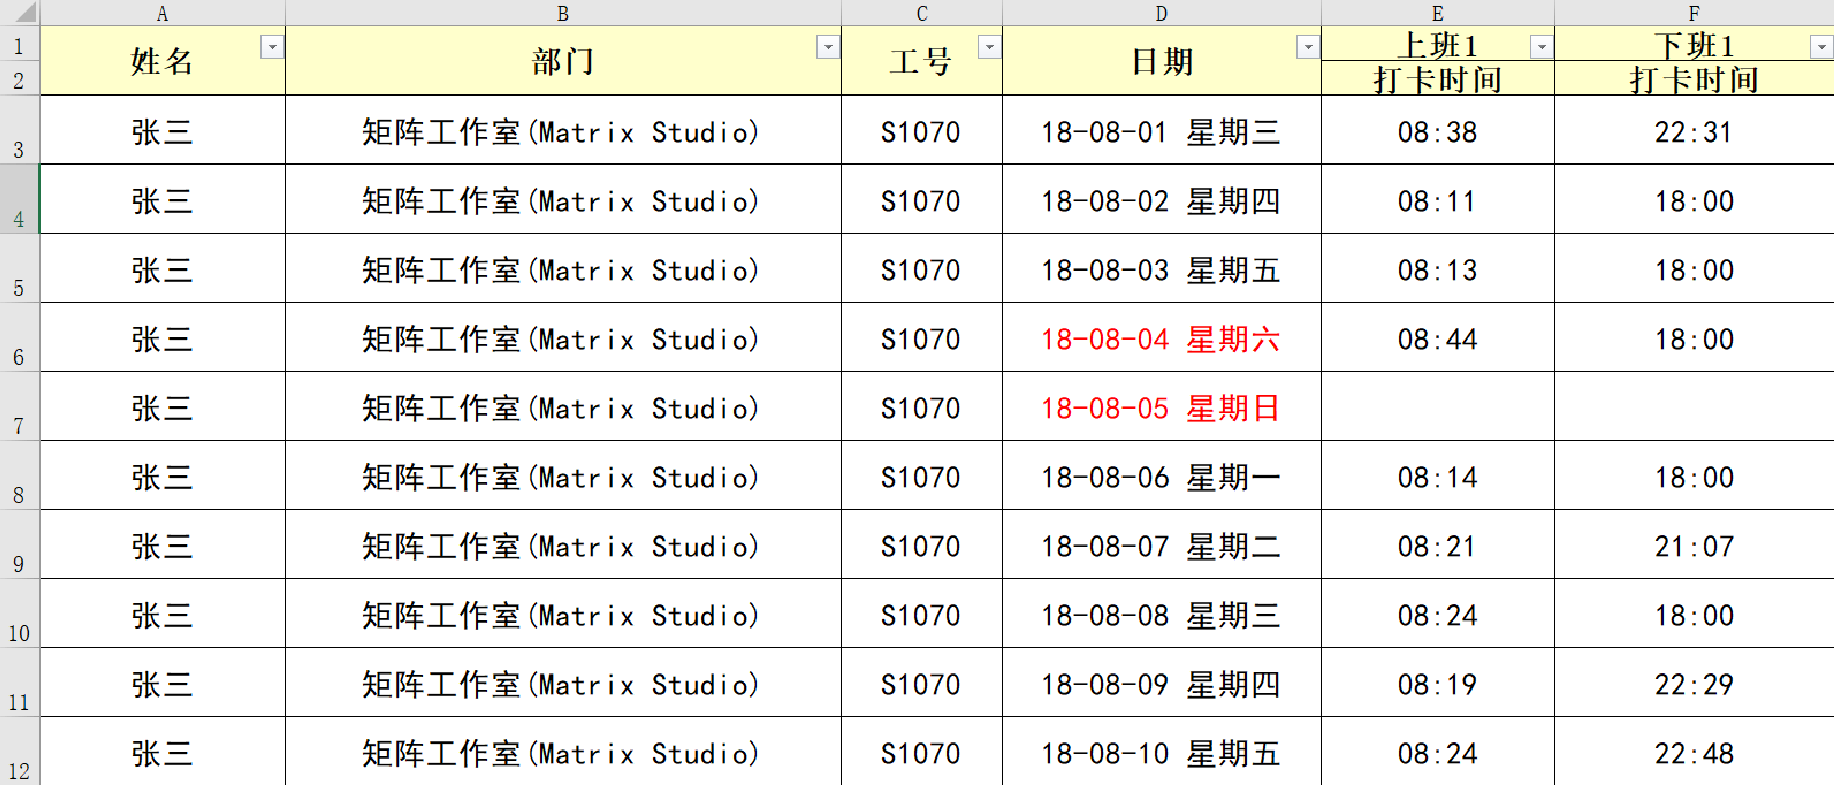 A B C D E F
1 姓名 部门 工号 日期 上班1 下班1
2 打卡时间 打卡时间
3 张三 矩阵工作室(Matrix Studio) S1070 18-08-01 星期三 08:38 22:31
4 张三 矩阵工作室(Matrix Studio) S1070 18-08-02 星期四 08:11 18:00
5 张三 矩阵工作室(Matrix Studio) S1070 18-08-03 星期五 08:13 18:00
6 张三 矩阵工作室(Matrix Studio) S1070 18-08-04 星期六 08:44 18:00
7 张三 矩阵工作室(Matrix Studio) S1070 18-08-05 星期日
8 张三 矩阵工作室(Matrix Studio) S1070 18-08-06 星期一 08:14 18:00
9 张三 矩阵工作室(Matrix Studio) S1070 18-08-07 星期二 08:21 21:07
10 张三 矩阵工作室(Matrix Studio) S1070 18-08-08 星期三 08:24 18:00
11 张三 矩阵工作室(Matrix Studio) S1070 18-08-09 星期四 08:19 22:29
12 张三 矩阵工作室(Matrix Studio) S1070 18-08-10 星期五 08:24 22:48